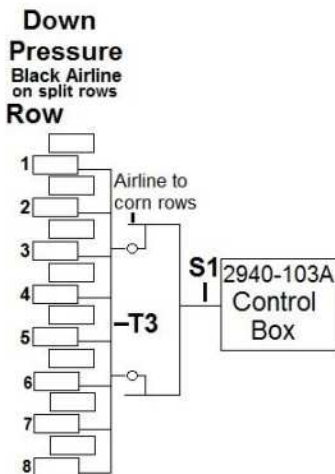 Down
Pressure
Black Airline
on split rows
Row
1
2
3
4
5
6
7
8
Airline to
corn rows
–T3
S1
2940-103A
Control
Box